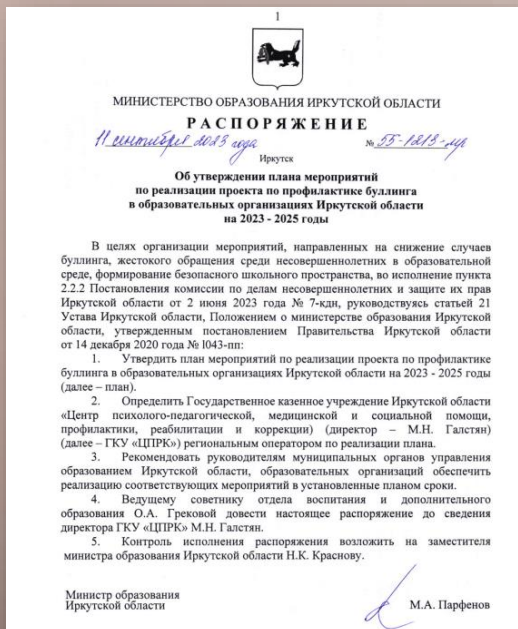 1
МИНИСТЕРСТВО ОБРАЗОВАНИЯ ИРКУТСКОЙ ОБЛАСТИ
РАСПОРЯЖЕНИЕ
11 сентября 2023 года № 55-1213-мр
Иркутск
Об утверждении плана мероприятий
по реализации проекта по профилактике буллинга
в образовательных организациях Иркутской области
на 2023 - 2025 годы
В целях организации мероприятий, направленных на снижение случаев
буллинга, жестокого обращения среди несовершеннолетних в образовательной
среде, формирование безопасного школьного пространства, во исполнение пункта
2.2.2 Постановления комиссии по делам несовершеннолетних и защите их прав
Иркутской области от 2 июня 2023 года № 7-кдн, руководствуясь статьей 21
Устава Иркутской области, Положением о министерстве образования Иркутской
области, утвержденным постановлением Правительства Иркутской области
от 14 декабря 2020 года № I043-пп:
1. Утвердить план мероприятий по реализации проекта по профилактике
буллинга в образовательных организациях Иркутской области на 2023 - 2025 годы
(далее – план).
2. Определить Государственное казенное учреждение Иркутской области
«Центр психолого-педагогической, медицинской и социальной помощи,
профилактики, реабилитации и коррекции) (директор – М.Н. Галстян)
(далее – ГКУ «ЦПРК») региональным оператором по реализации плана.
3. Рекомендовать руководителям муниципальных органов управления
образованием Иркутской области, образовательных организаций обеспечить
реализацию соответствующих мероприятий в установленные планом сроки.
4. Ведущему советнику отдела воспитания и дополнительного
образования О.А. Грековой довести настоящее распоряжение до сведения
директора ГКУ «ЦПРК» М.Н. Галстян.
5. Контроль исполнения распоряжения возложить на заместителя
министра образования Иркутской области Н.К. Краснову.
Министр образования
Иркутской области М.А. Парфенов